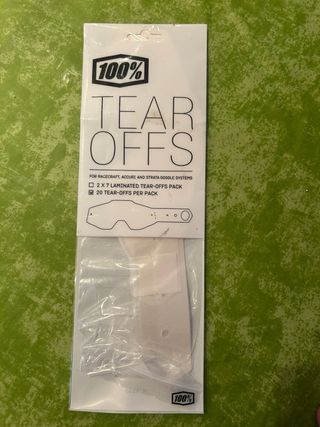 100%
TEAR
OFFS
FOR RACECRAFT, ACCURI AND STRATA GOGGLE SYSTEMS
2 X 7 LAMINATED TEAR-OFFS PACK
20 TEAR-OFFS PER PACK
100%